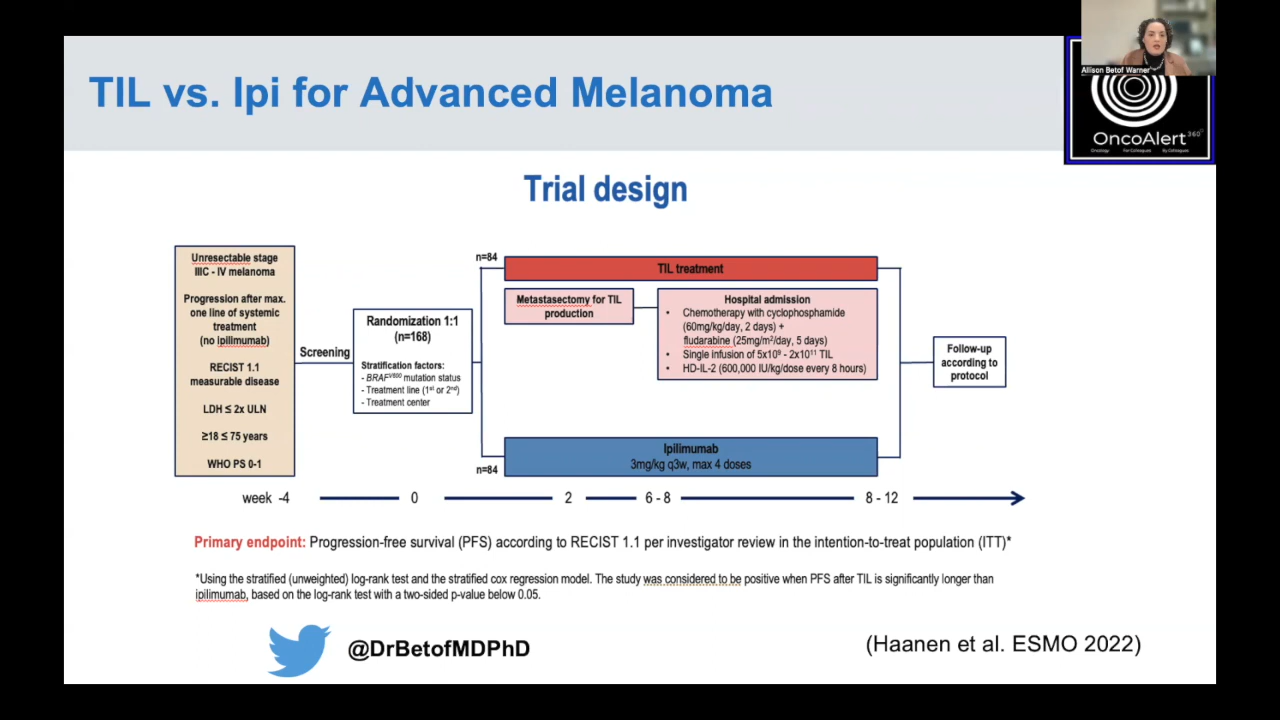 TIL vs. Ipi for Advanced Melanoma
Allison Betof Warner
OncoAlert 360°
Oncology For Colleagues By Colleagues
Trial design
Unresectable stage
IIIC - IV melanoma
Progression after max.
one line of systemic
treatment
(no ipilimumab)
RECIST 1.1
measurable disease
LDH ≤ 2x ULN
≥18 ≤ 75 years
WHO PS 0-1
Screening
Randomization 1:1
(n=168)
Stratification factors:
- BRAFV600 mutation status
- Treatment line (1st or 2nd)
- Treatment center
n=84
TIL treatment
Metastasectomy for TIL
production
Hospital admission
• Chemotherapy with cyclophosphamide
(60mg/kg/day, 2 days) +
fludarabine (25mg/m²/day, 5 days)
• Single infusion of 5x10⁹ - 2x10¹¹ TIL
• HD-IL-2 (600,000 IU/kg/dose every 8 hours)
n=84
Ipilimumab
3mg/kg q3w, max 4 doses
Follow-up
according to
protocol
week -4 0 2 6 - 8 8 - 12
Primary endpoint: Progression-free survival (PFS) according to RECIST 1.1 per investigator review in the intention-to-treat population (ITT)*
*Using the stratified (unweighted) log-rank test and the stratified cox regression model. The study was considered to be positive when PFS after TIL is significantly longer than
ipilimumab, based on the log-rank test with a two-sided p-value below 0.05.
@DrBetofMDPhD
(Haanen et al. ESMO 2022)